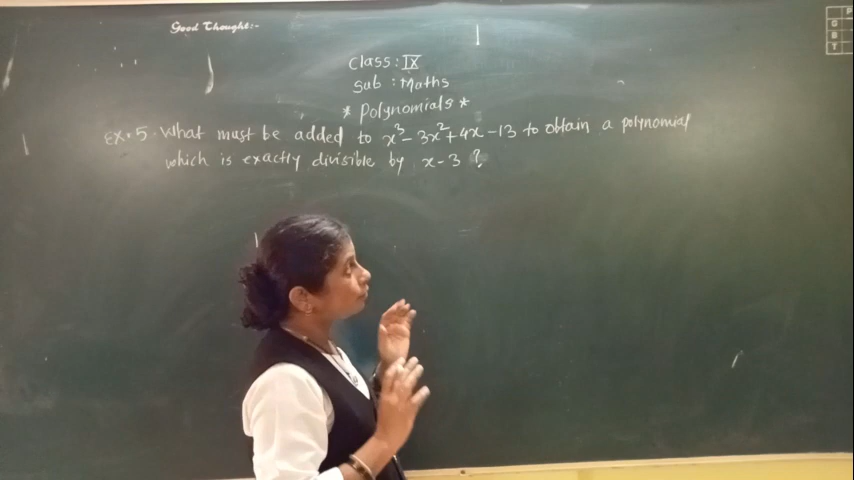 Good Thought:-
P
G
B
T
Class: IX
Sub : Maths
* Polynomials *
Ex. 5. What must be added to x³ - 3x² + 4x - 13 to obtain a polynomial
which is exactly divisible by x - 3 ?